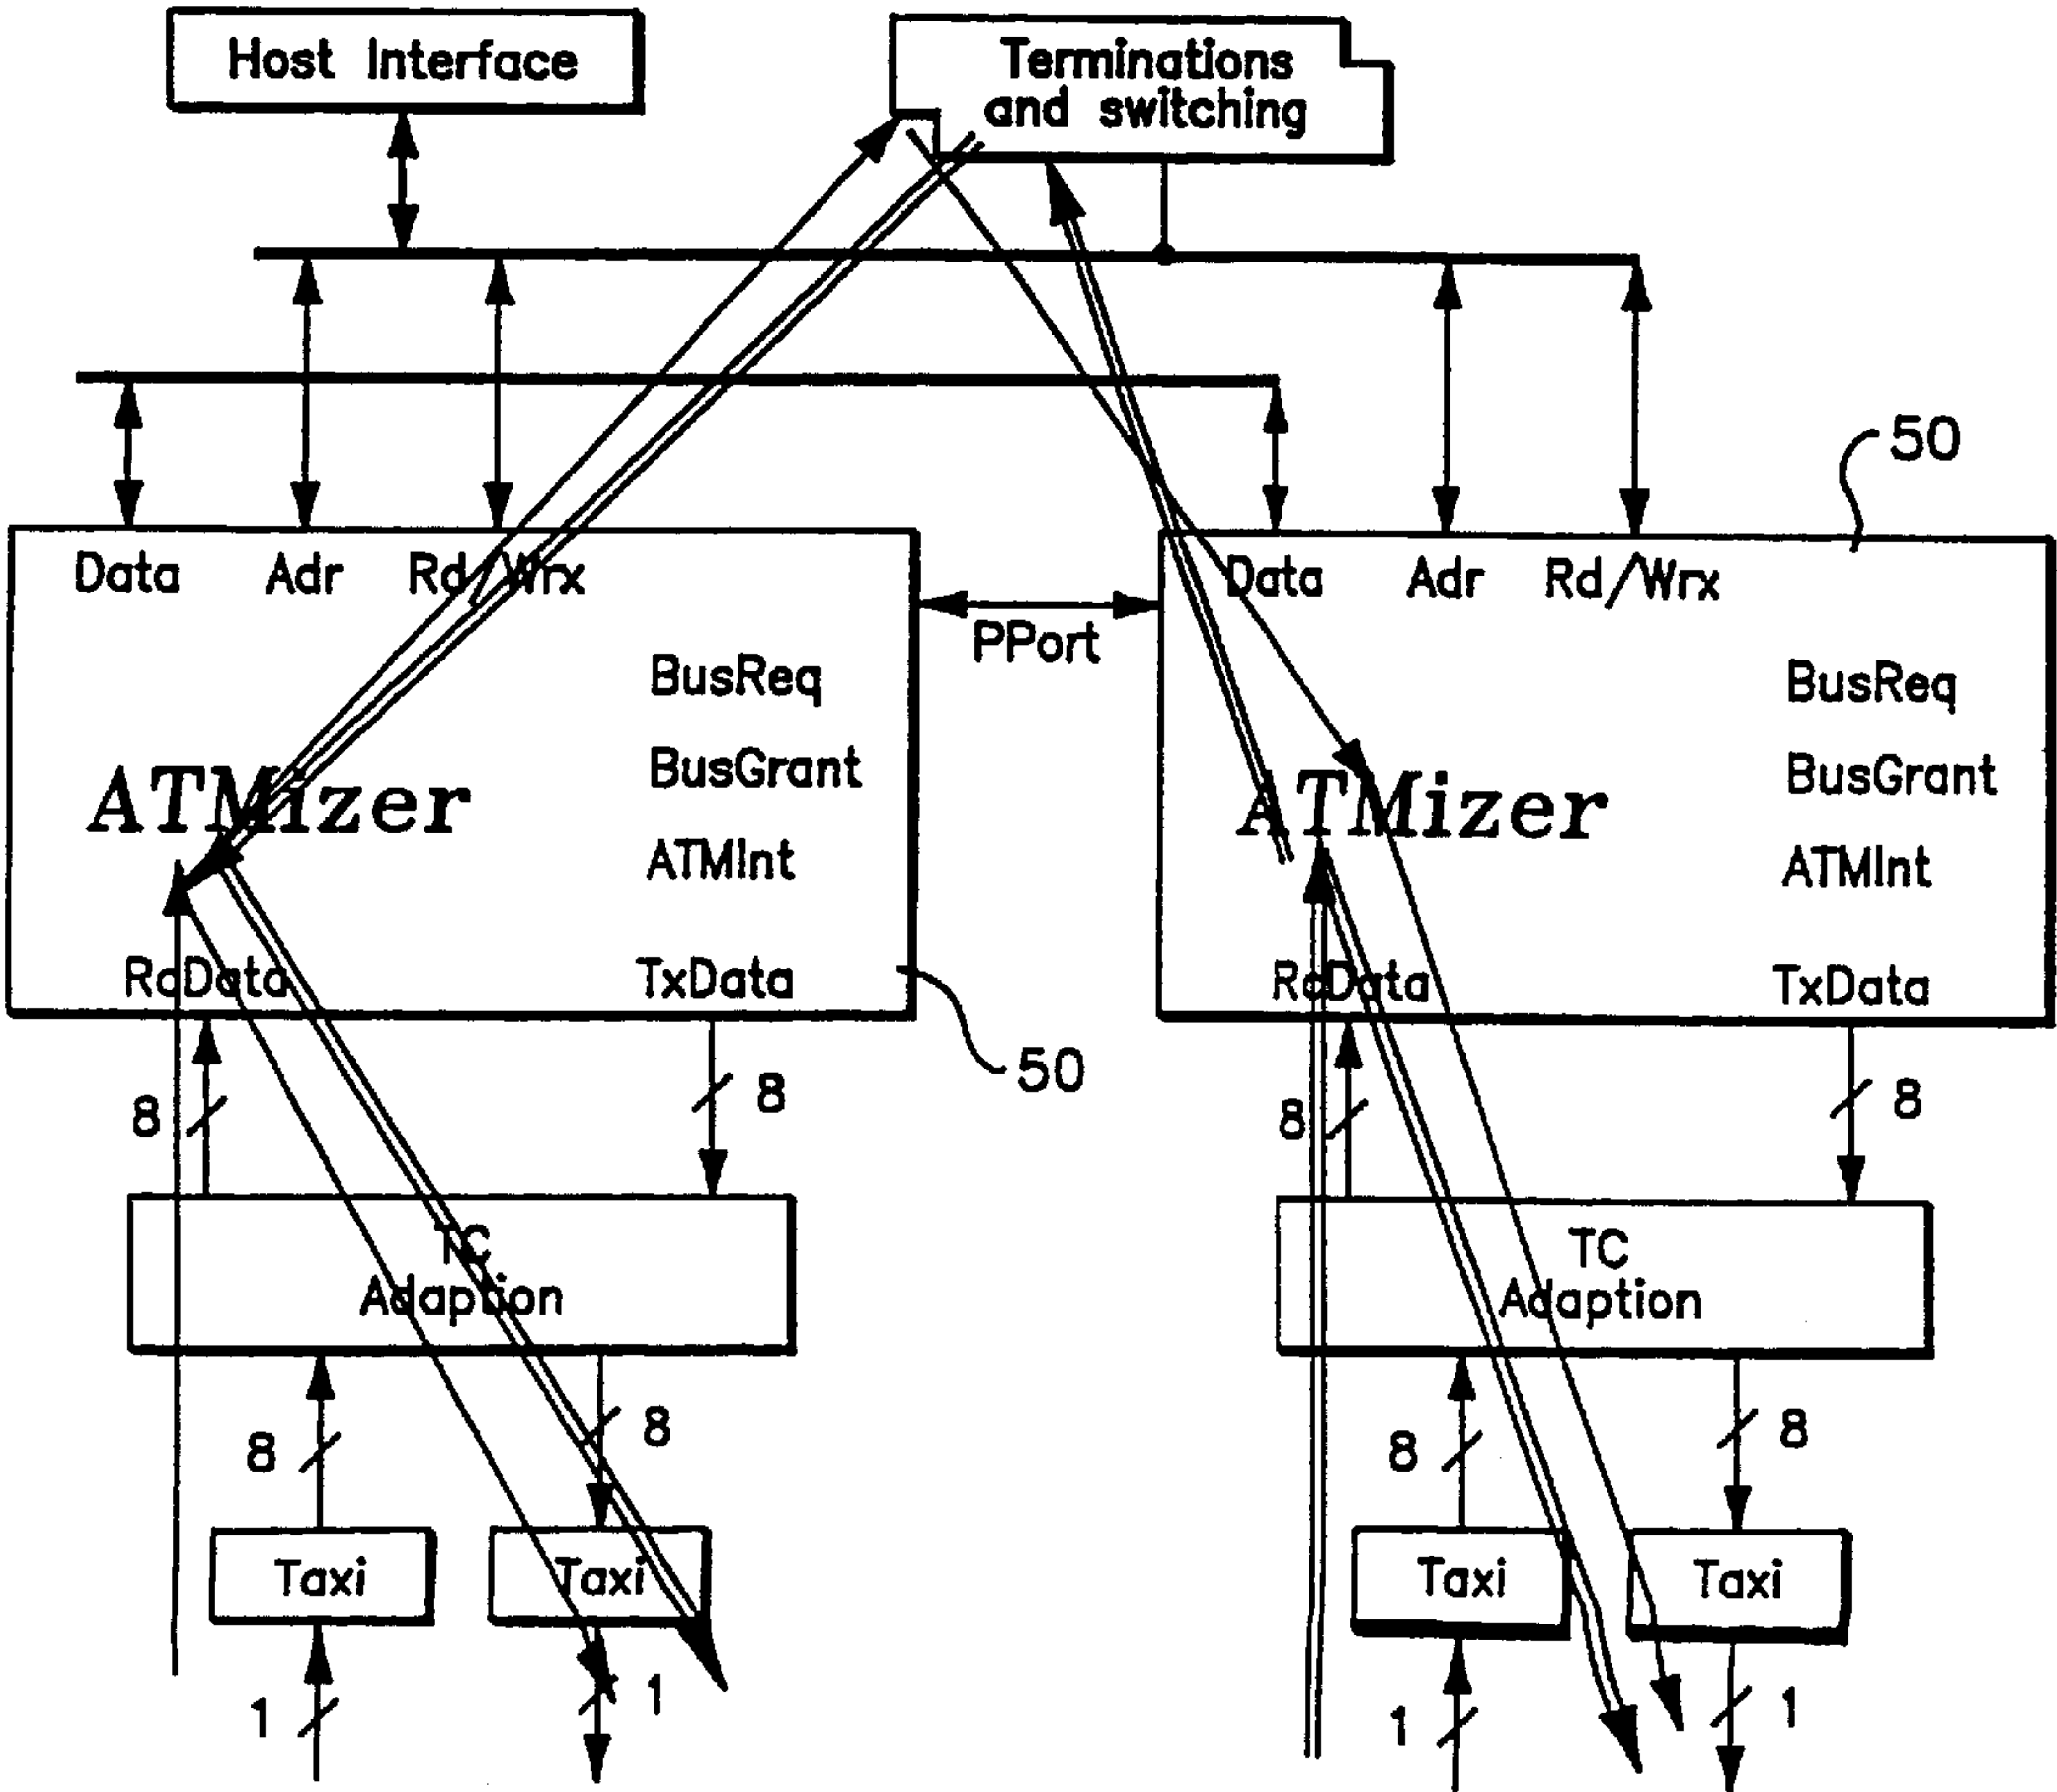 Host Interface
Terminations
and switching
50
Data Adr Rd/Wrx
Data Adr Rd/Wrx
PPort
BusReq
BusReq
BusGrant
BusGrant
ATMizer
ATMizer
ATMInt
ATMInt
RcData TxData
RcData TxData
50
8
8
8
8
TC
Adaption
TC
Adaption
8
8
8
8
Taxi
Taxi
Taxi
Taxi
1
1
1
1